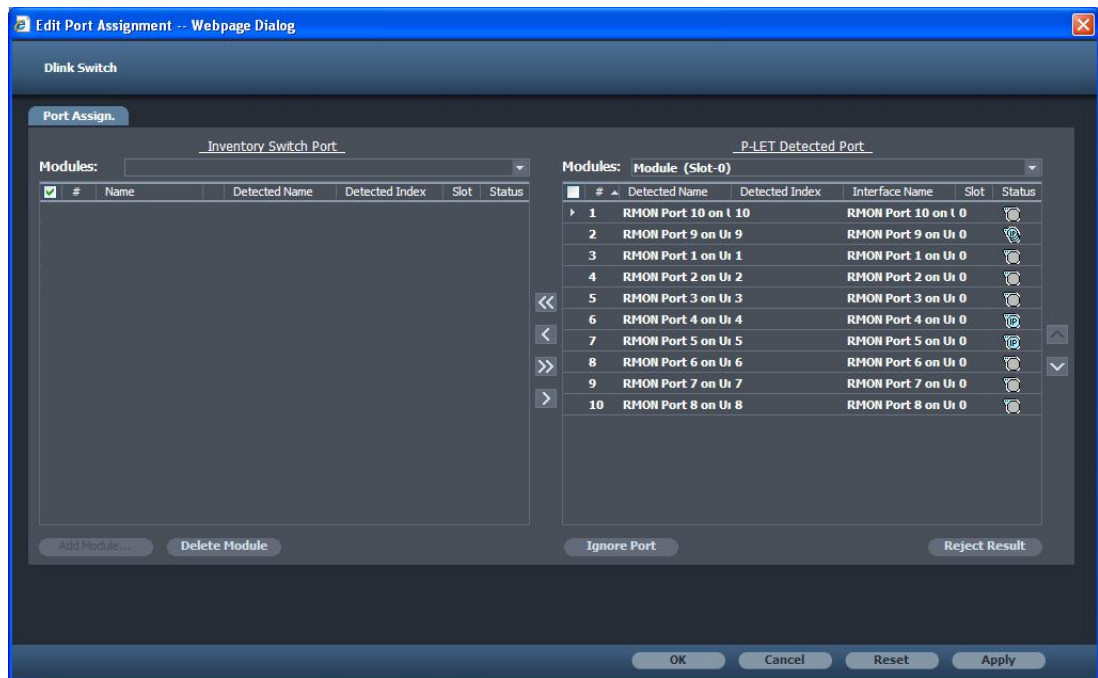 Edit Port Assignment -- Webpage Dialog
Dlink Switch
Port Assign.
Inventory Switch Port
P-LET Detected Port
Modules:
Modules: Module (Slot-0)
# Name Detected Name Detected Index Slot Status
# Detected Name Detected Index Interface Name Slot Status
1 RMON Port 10 on 10 RMON Port 10 on 0
2 RMON Port 9 on 9 RMON Port 9 on 0
3 RMON Port 1 on 1 RMON Port 1 on 0
4 RMON Port 2 on 2 RMON Port 2 on 0
5 RMON Port 3 on 3 RMON Port 3 on 0
6 RMON Port 4 on 4 RMON Port 4 on 0
7 RMON Port 5 on 5 RMON Port 5 on 0
8 RMON Port 6 on 6 RMON Port 6 on 0
9 RMON Port 7 on 7 RMON Port 7 on 0
10 RMON Port 8 on 8 RMON Port 8 on 0
Add Module... Delete Module
Ignore Port Reject Result
OK Cancel Reset Apply